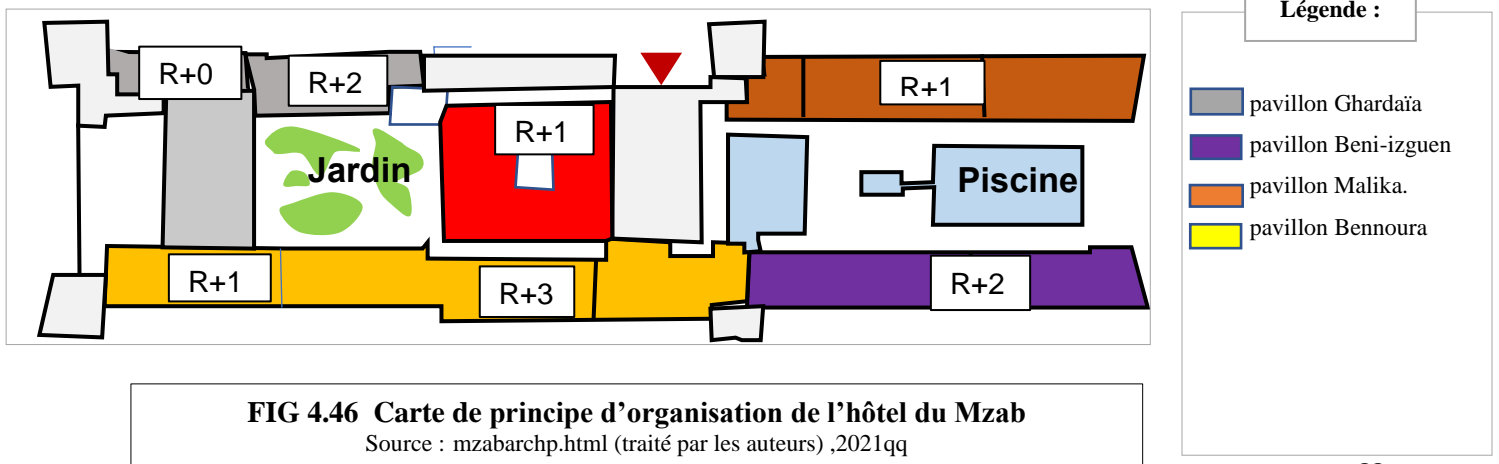 R+0
R+2
R+1
R+1
Jardin
Piscine
R+1
R+3
R+2
Légende :
pavillon Ghardaïa
pavillon Beni-izguen
pavillon Malika.
pavillon Bennoura
FIG 4.46 Carte de principe d’organisation de l’hôtel du Mzab
Source : mzabarchp.html (traité par les auteurs) ,2021qq